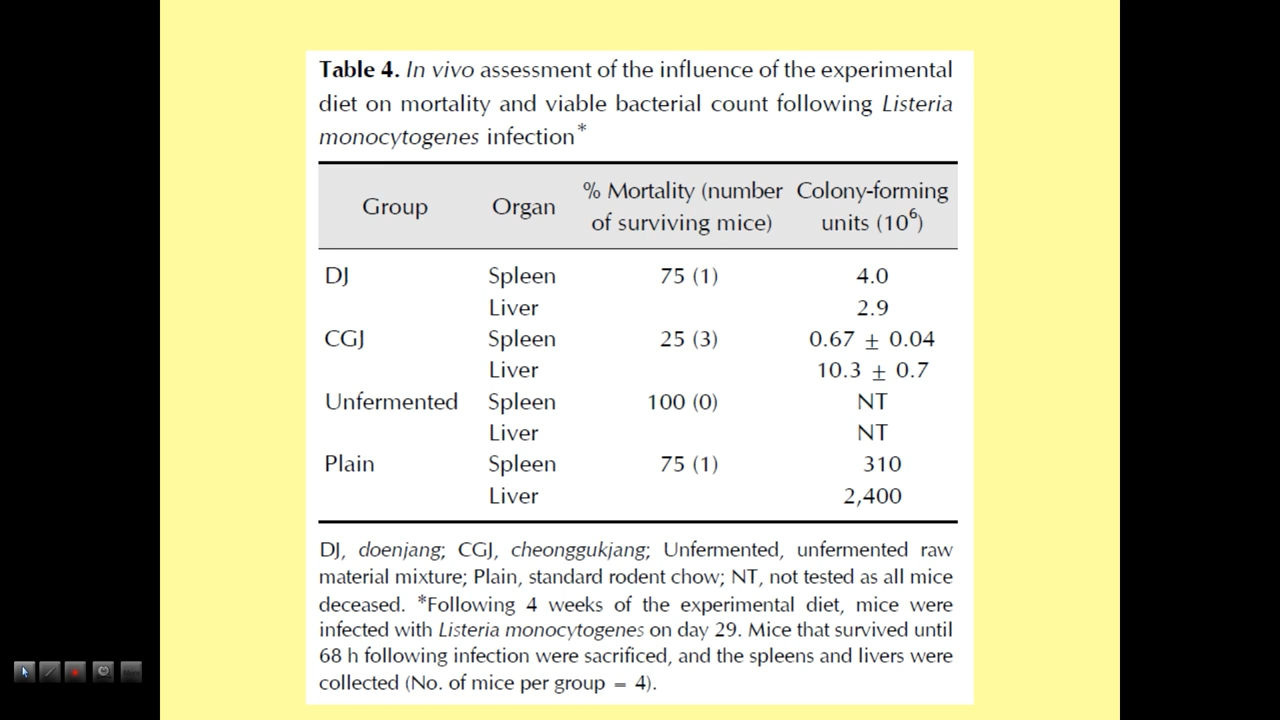 Table 4. In vivo assessment of the influence of the experimental
diet on mortality and viable bacterial count following Listeria
monocytogenes infection*
Group Organ % Mortality (number of surviving mice) Colony-forming units (10⁶)
DJ Spleen 75 (1) 4.0
Liver 2.9
CGJ Spleen 25 (3) 0.67 ± 0.04
Liver 10.3 ± 0.7
Unfermented Spleen 100 (0) NT
Liver NT
Plain Spleen 75 (1) 310
Liver 2,400
DJ, doenjang; CGJ, cheonggukjang; Unfermented, unfermented raw
material mixture; Plain, standard rodent chow; NT, not tested as all mice
deceased. *Following 4 weeks of the experimental diet, mice were
infected with Listeria monocytogenes on day 29. Mice that survived until
68 h following infection were sacrificed, and the spleens and livers were
collected (No. of mice per group = 4).